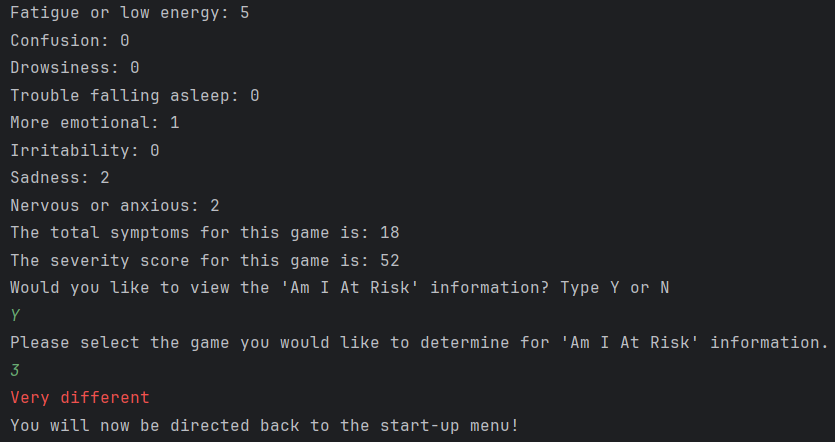 Fatigue or low energy: 5
Confusion: 0
Drowsiness: 0
Trouble falling asleep: 0
More emotional: 1
Irritability: 0
Sadness: 2
Nervous or anxious: 2
The total symptoms for this game is: 18
The severity score for this game is: 52
Would you like to view the 'Am I At Risk' information? Type Y or N
Y
Please select the game you would like to determine for 'Am I At Risk' information.
3
Very different
You will now be directed back to the start-up menu!